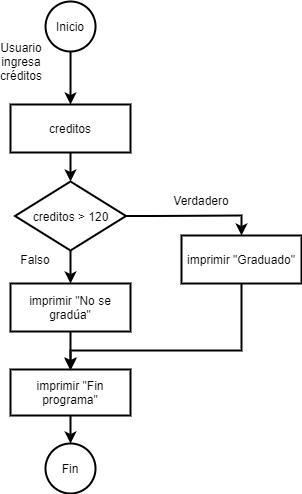 Inicio
Usuario
ingresa
créditos
creditos
creditos > 120
Verdadero
Falso
imprimir "Graduado"
imprimir "No se
gradúa"
imprimir "Fin
programa"
Fin